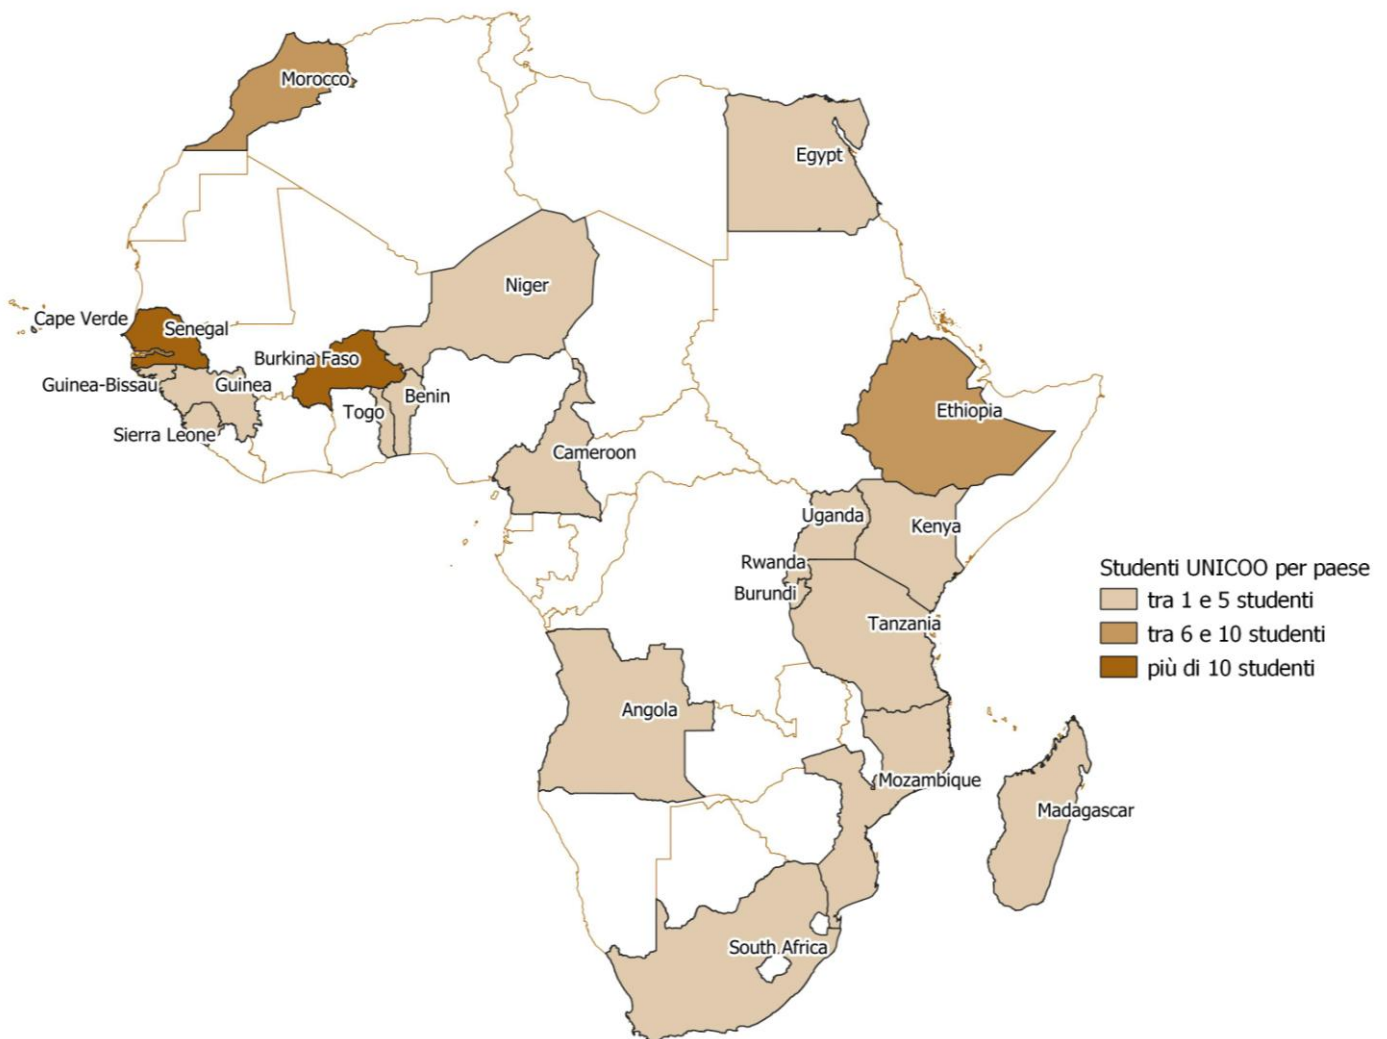 Morocco
Egypt
Niger
Cape Verde
Senegal
Burkina Faso
Guinea-Bissau
Guinea
Benin
Togo
Ethiopia
Sierra Leone
Cameroon
Uganda
Kenya
Rwanda
Burundi
Tanzania
Angola
Mozambique
Madagascar
South Africa
Studenti UNICOO per paese
tra 1 e 5 studenti
tra 6 e 10 studenti
più di 10 studenti